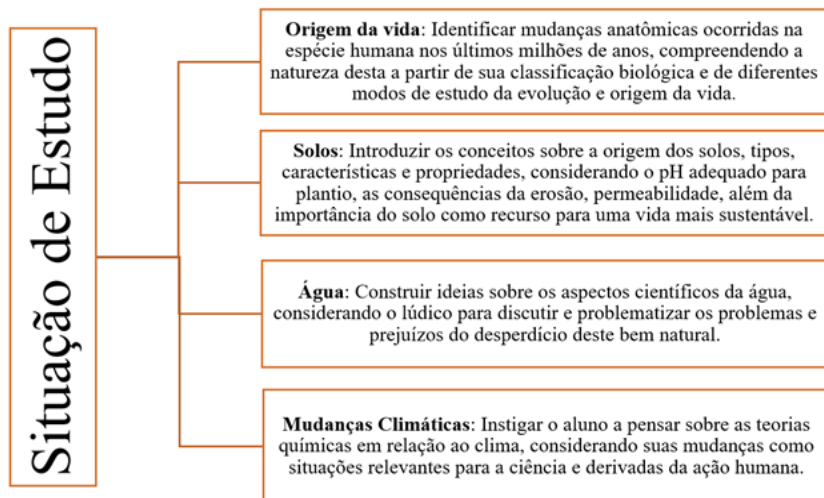 Situação de Estudo
Origem da vida: Identificar mudanças anatômicas ocorridas na
espécie humana nos últimos milhões de anos, compreendendo a
natureza desta a partir de sua classificação biológica e de diferentes
modos de estudo da evolução e origem da vida.
Solos: Introduzir os conceitos sobre a origem dos solos, tipos,
características e propriedades, considerando o pH adequado para
plantio, as consequências da erosão, permeabilidade, além da
importância do solo como recurso para uma vida mais sustentável.
Água: Construir ideias sobre os aspectos científicos da água,
considerando o lúdico para discutir e problematizar os problemas e
prejuízos do desperdício deste bem natural.
Mudanças Climáticas: Instigar o aluno a pensar sobre as teorias
químicas em relação ao clima, considerando suas mudanças como
situações relevantes para a ciência e derivadas da ação humana.